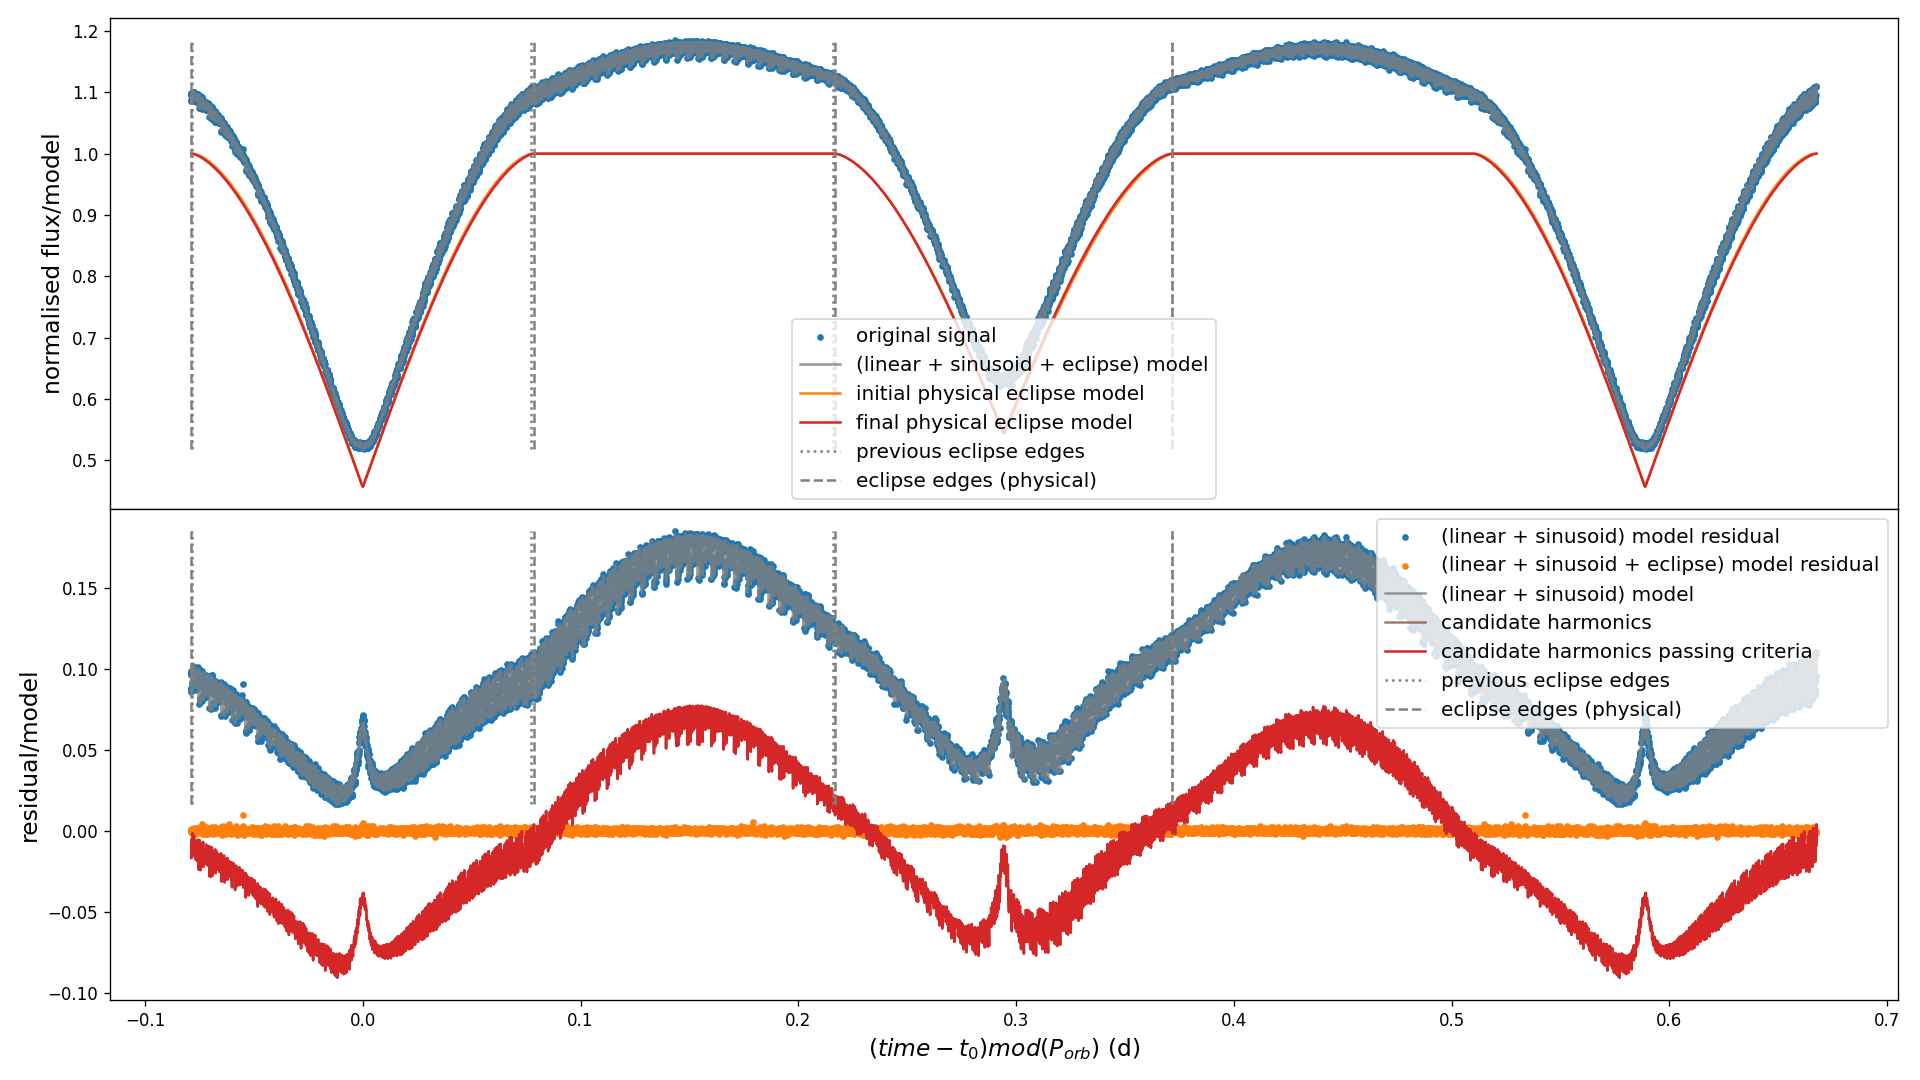 normalised flux/model
1.2
1.1
1.0
0.9
0.8
0.7
0.6
0.5
original signal
(linear + sinusoid + eclipse) model
initial physical eclipse model
final physical eclipse model
previous eclipse edges
eclipse edges (physical)
residual/model
0.15
0.10
0.05
0.00
−0.05
−0.10
(linear + sinusoid) model residual
(linear + sinusoid + eclipse) model residual
(linear + sinusoid) model
candidate harmonics
candidate harmonics passing criteria
previous eclipse edges
eclipse edges (physical)
−0.1 0.0 0.1 0.2 0.3 0.4 0.5 0.6 0.7
(time − t₀)mod(P_orb) (d)